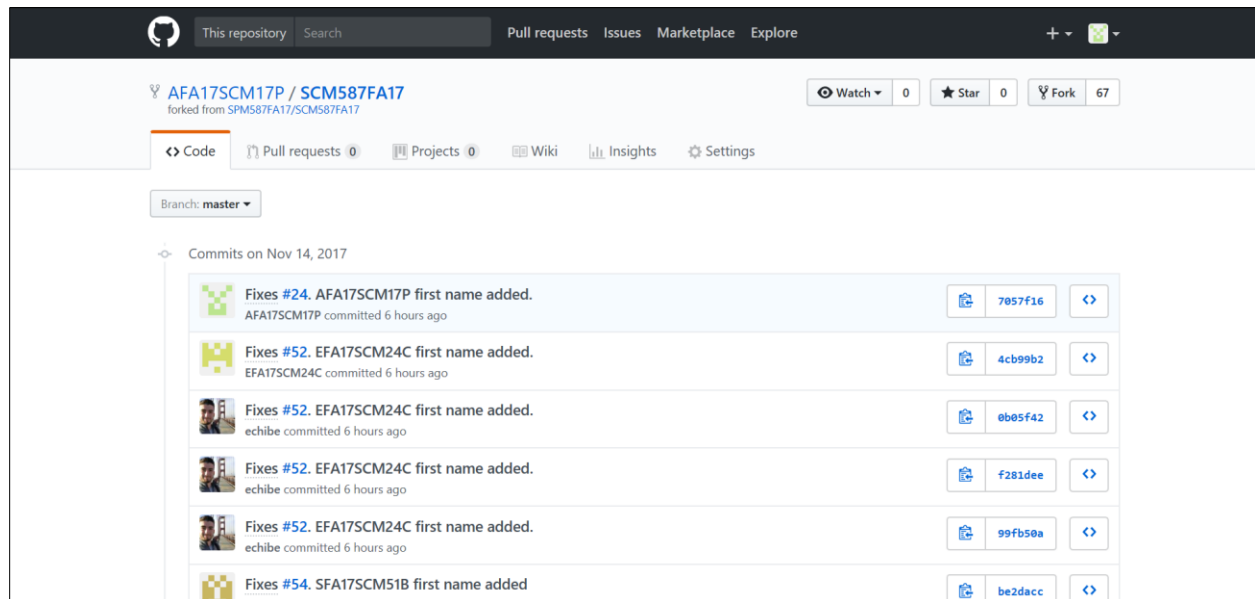 This repository Search Pull requests Issues Marketplace Explore
AFA17SCM17P / SCM587FA17
forked from SPM587FA17/SCM587FA17
Watch 0 Star 0 Fork 67
Code Pull requests 0 Projects 0 Wiki Insights Settings
Branch: master
Commits on Nov 14, 2017
Fixes #24. AFA17SCM17P first name added.
AFA17SCM17P committed 6 hours ago
7057f16
Fixes #52. EFA17SCM24C first name added.
EFA17SCM24C committed 6 hours ago
4cb99b2
Fixes #52. EFA17SCM24C first name added.
echibe committed 6 hours ago
0b05f42
Fixes #52. EFA17SCM24C first name added.
echibe committed 6 hours ago
f281dee
Fixes #52. EFA17SCM24C first name added.
echibe committed 6 hours ago
99fb50a
Fixes #54. SFA17SCM51B first name added
be2dacc